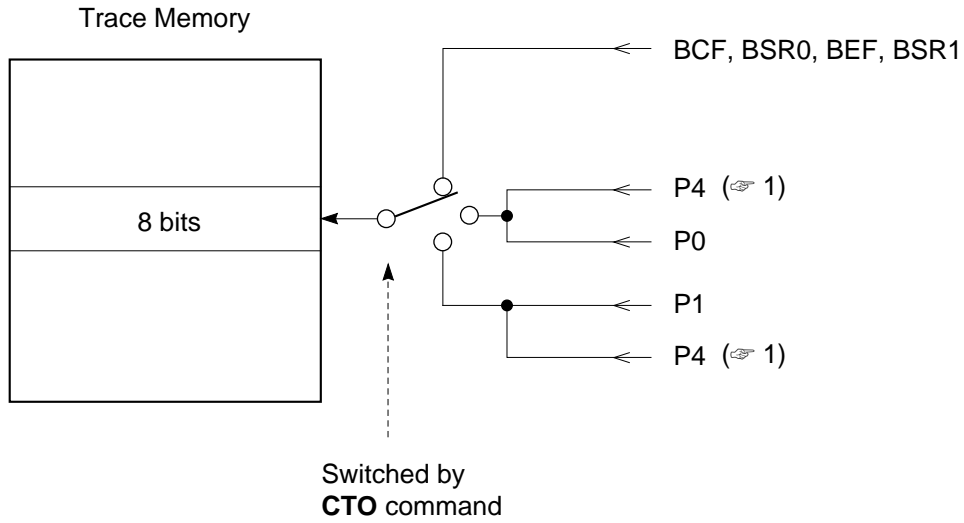 Trace Memory
BCF, BSR0, BEF, BSR1
P4 (☞ 1)
8 bits
P0
P1
P4 (☞ 1)
Switched by
CTO command